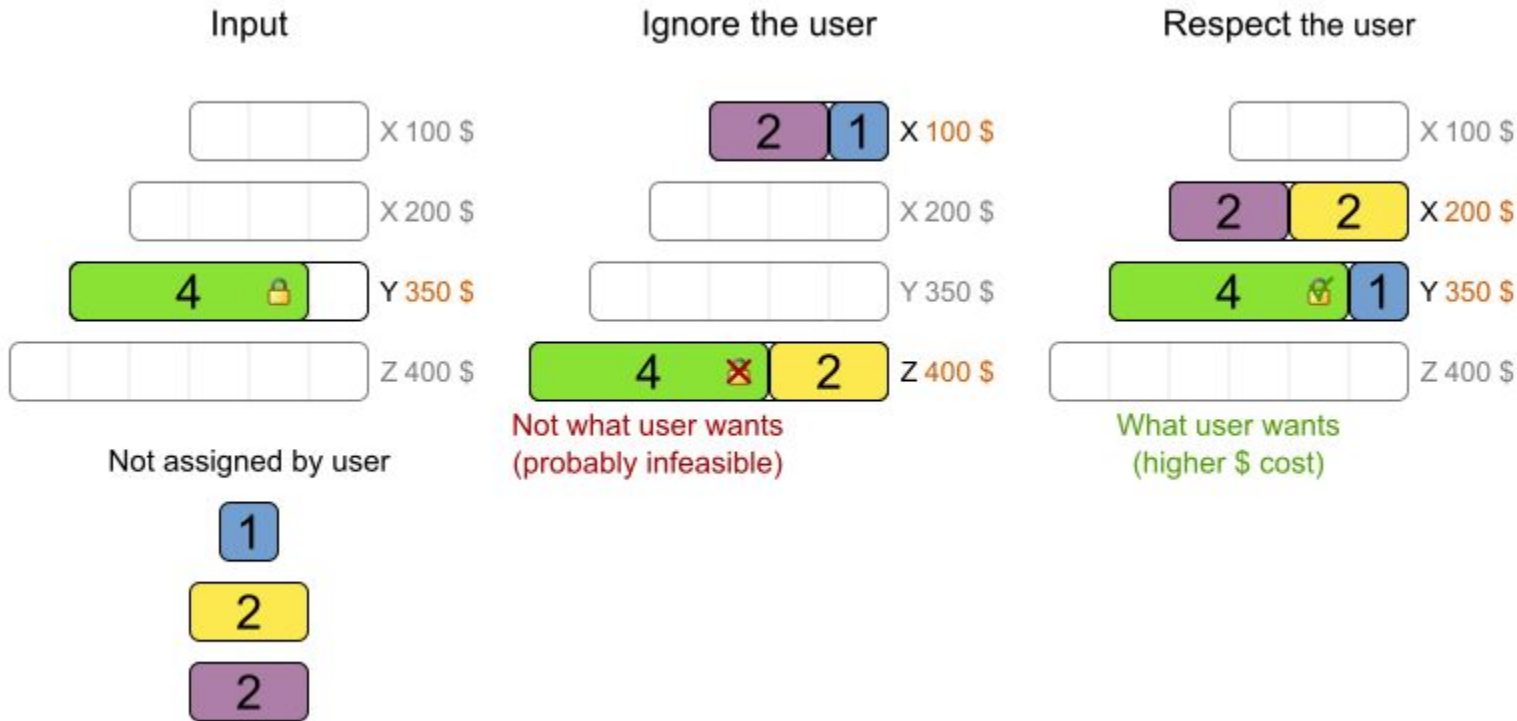 Input
Ignore the user
Respect the user
X 100 $
2 1 X 100 $
X 100 $
X 200 $
X 200 $
2 2 X 200 $
4 Y 350 $
Y 350 $
4 1 Y 350 $
Z 400 $
4 2 Z 400 $
Z 400 $
Not what user wants
(probably infeasible)
What user wants
(higher $ cost)
Not assigned by user
1
2
2